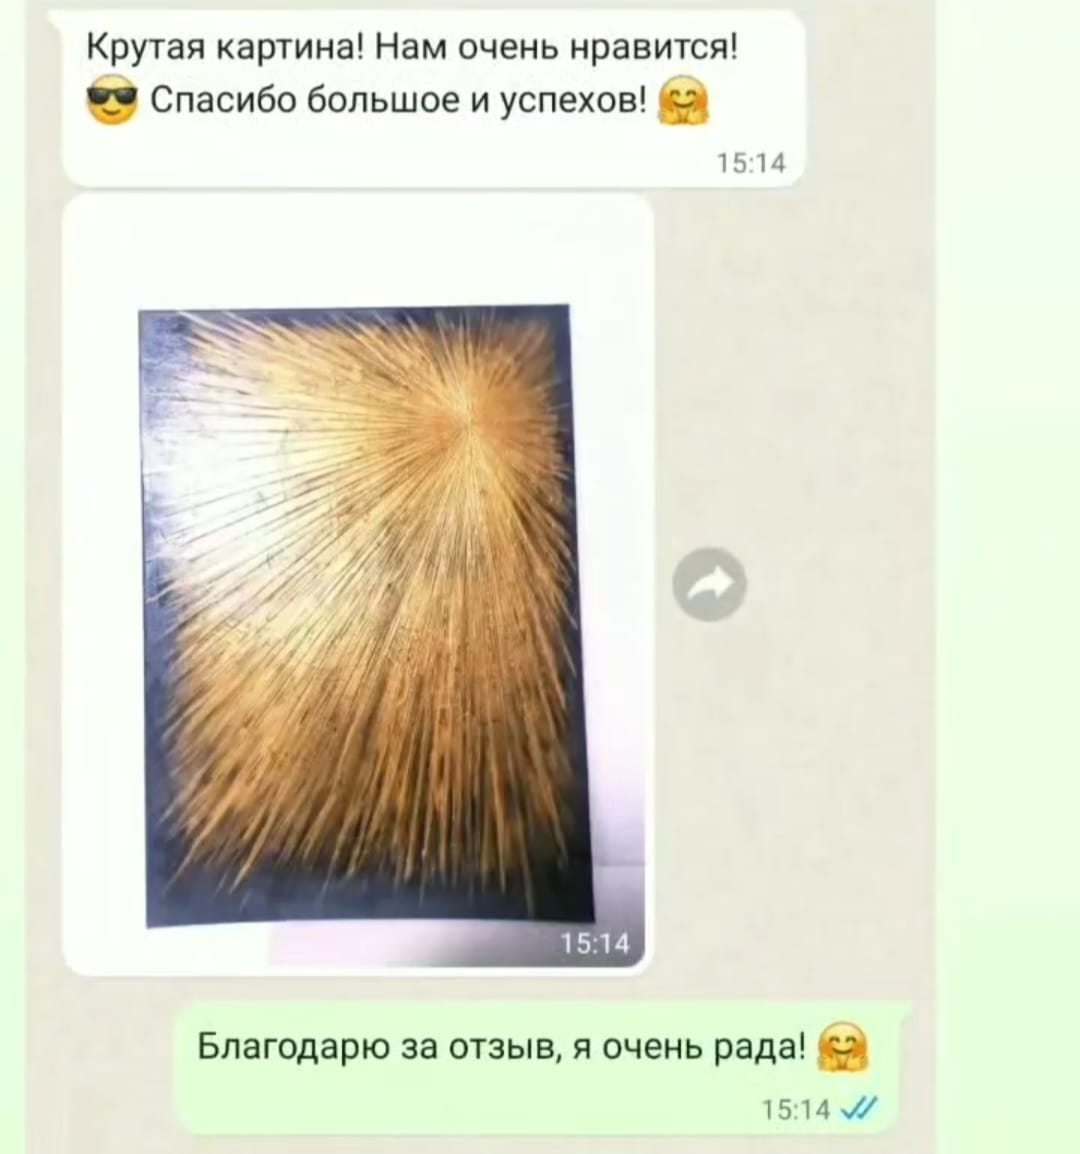 Крутая картина! Нам очень нравится!
😎 Спасибо большое и успехов! 🤗
15:14
15:14
Благодарю за отзыв, я очень рада! 🤗
15:14